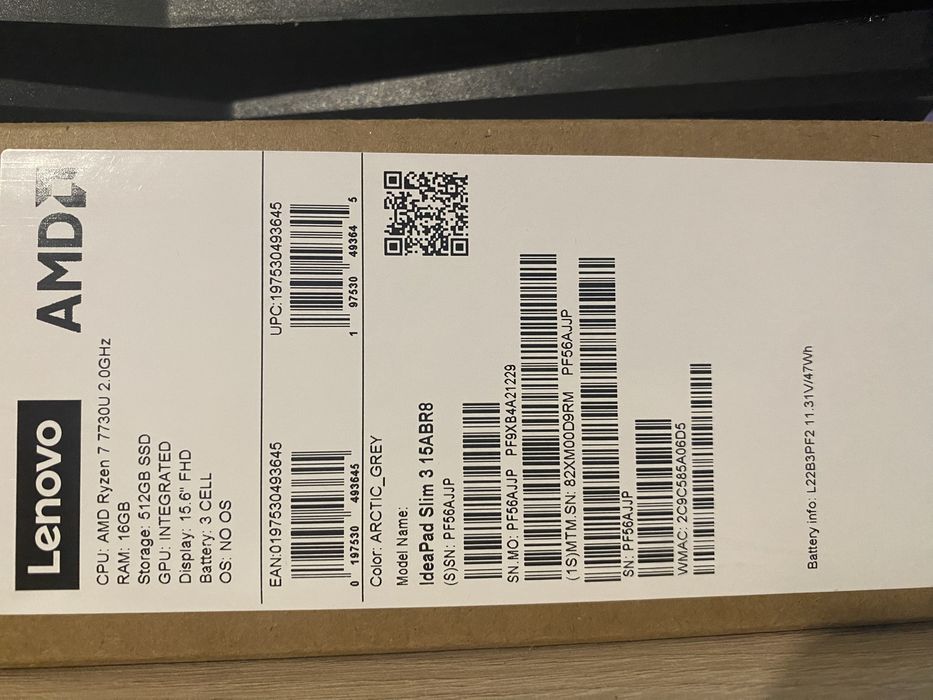 Lenovo
AMD
CPU: AMD Ryzen 7 7730U 2.0GHz
RAM: 16GB
Storage: 512GB SSD
GPU: INTEGRATED
Display: 15.6" FHD
Battery: 3 CELL
OS: NO OS
EAN:0197530493645
0 197530 493645
UPC:197530493645
1 97530 49364 5
Color: ARCTIC_GREY
Model Name:
IdeaPad Slim 3 15ABR8
(S)SN: PF56AJJP
SN.MO: PF56AJJP PF9XB4A21229
(1S)MTM.SN: 82XM00D9RM PF56AJJP
SN: PF56AJJP
WMAC: 2C9C585A06D5
Battery info: L22B3PF2 11.31V/47Wh